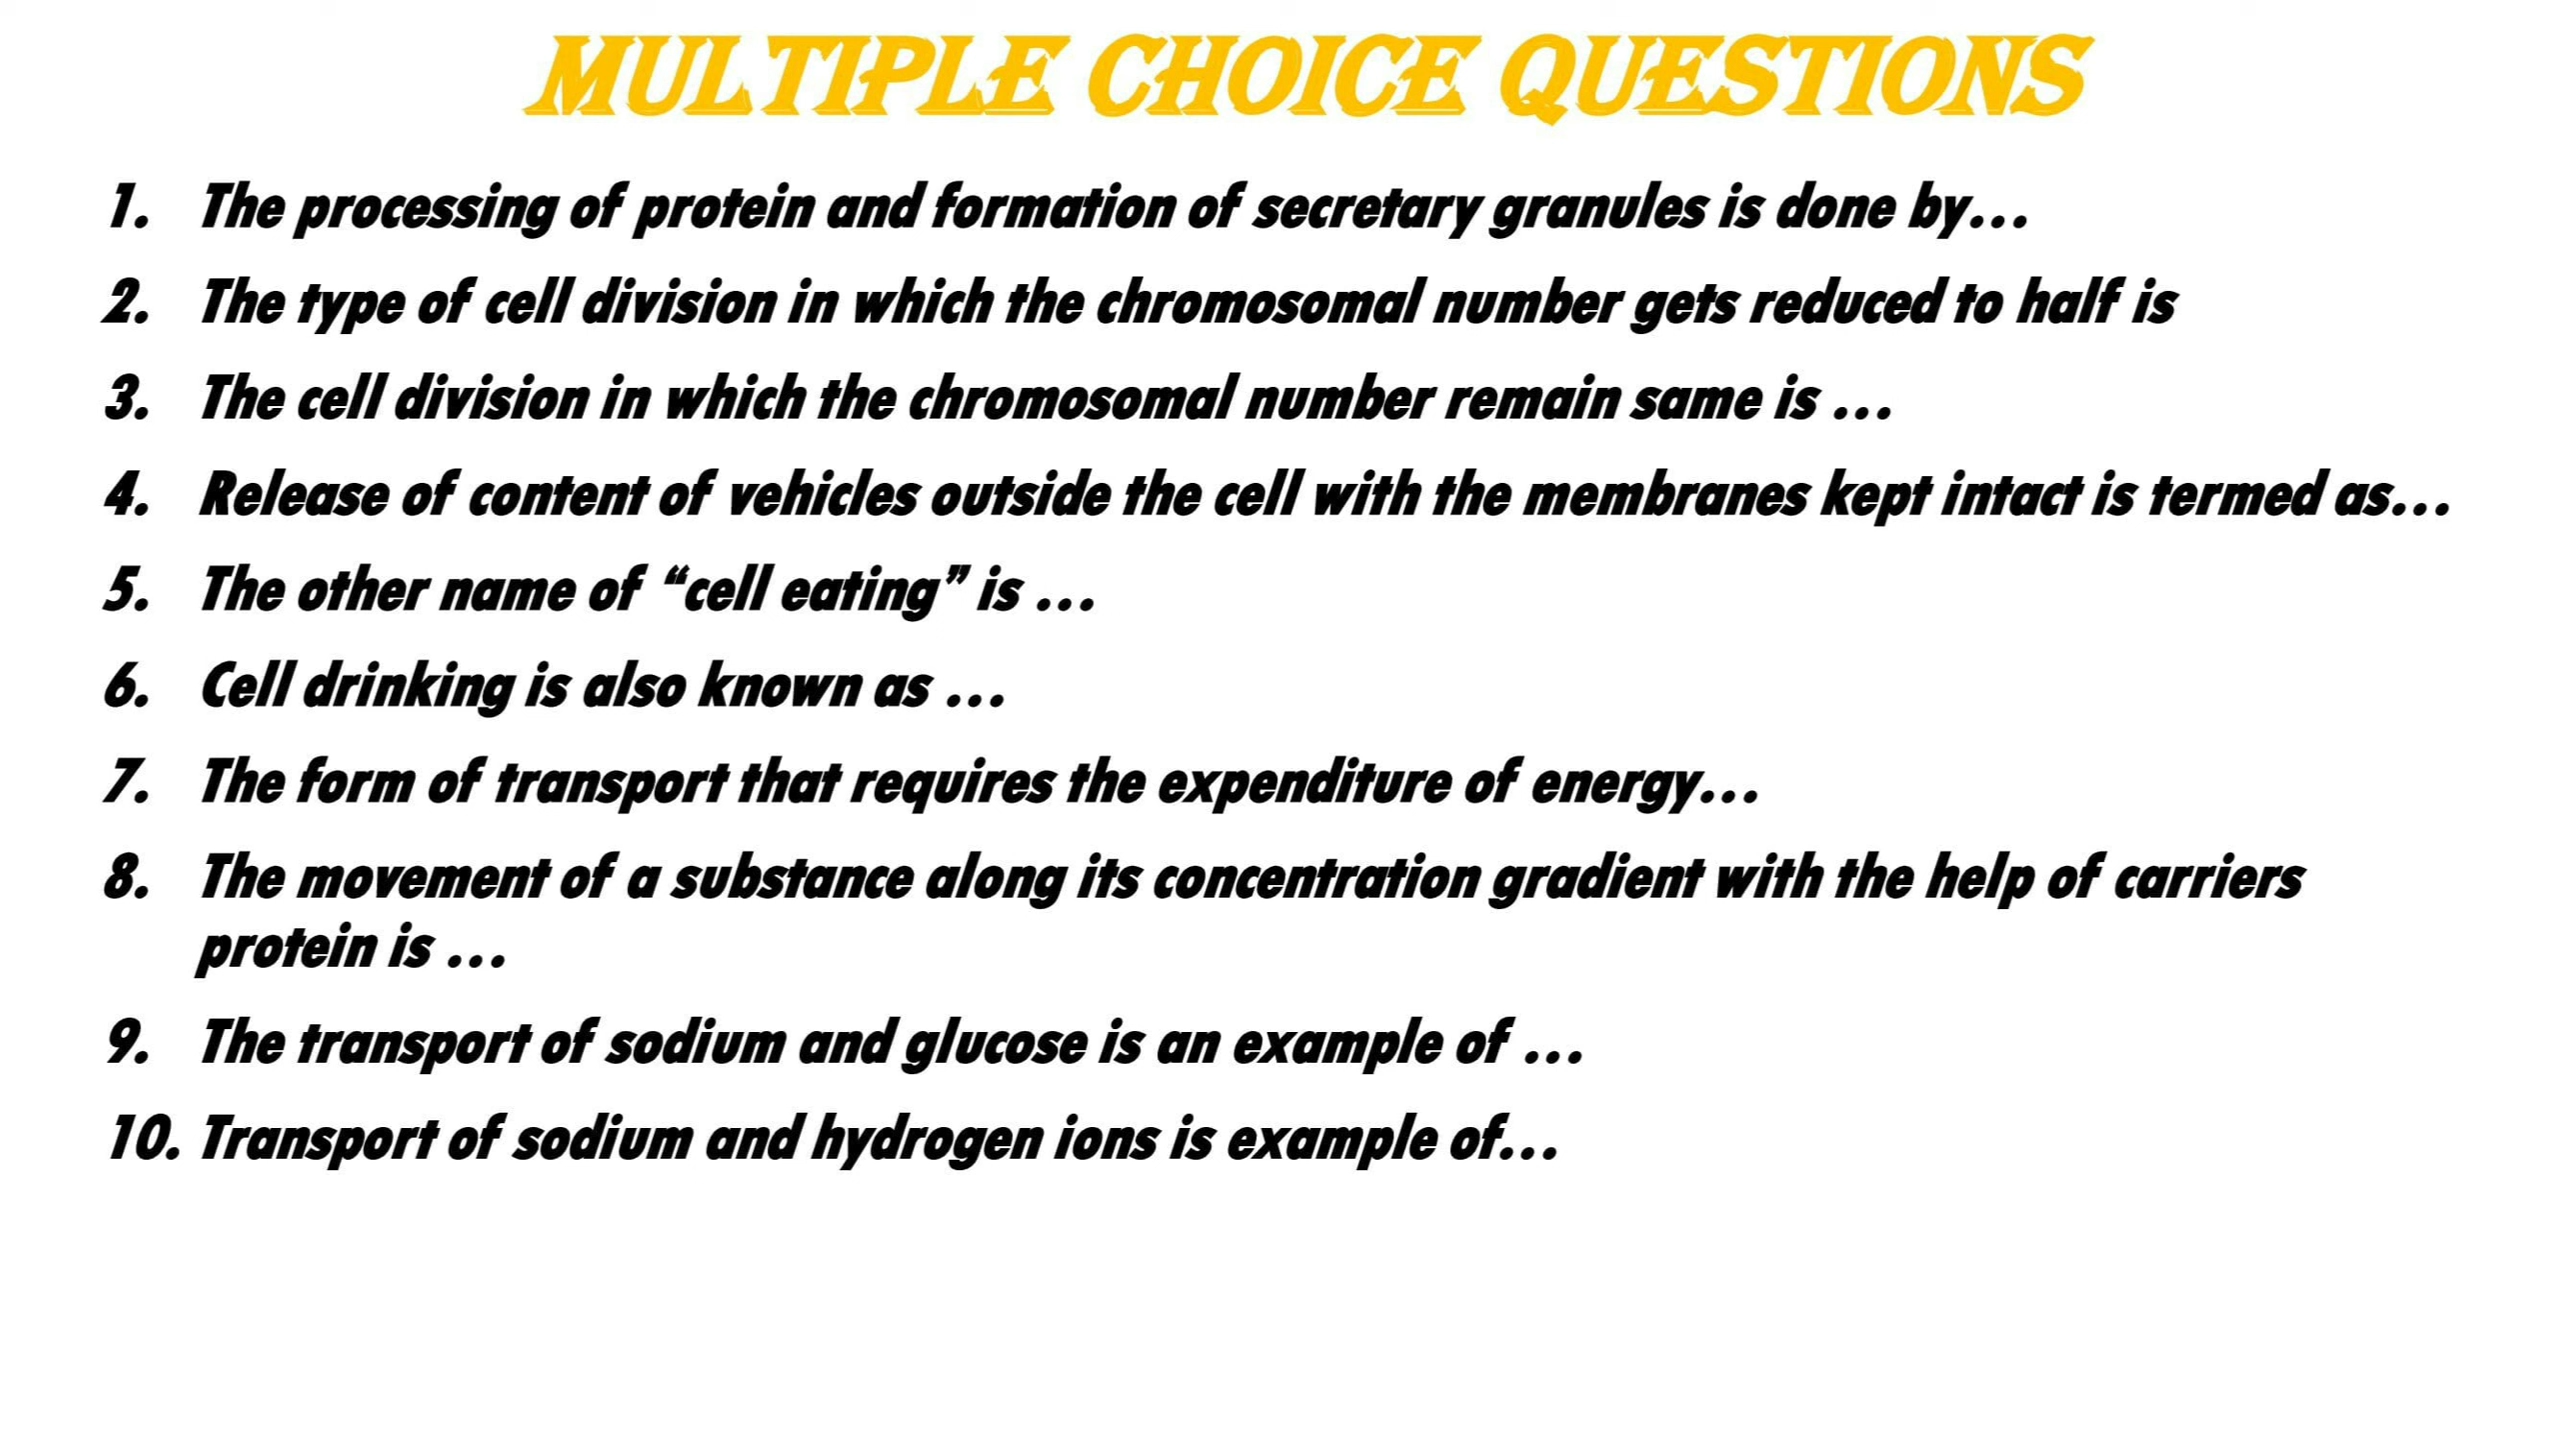 MULTIPLE CHOICE QUESTIONS
1. The processing of protein and formation of secretary granules is done by...
2. The type of cell division in which the chromosomal number gets reduced to half is
3. The cell division in which the chromosomal number remain same is ...
4. Release of content of vehicles outside the cell with the membranes kept intact is termed as...
5. The other name of “cell eating” is ...
6. Cell drinking is also known as ...
7. The form of transport that requires the expenditure of energy...
8. The movement of a substance along its concentration gradient with the help of carriers
protein is ...
9. The transport of sodium and glucose is an example of ...
10. Transport of sodium and hydrogen ions is example of...